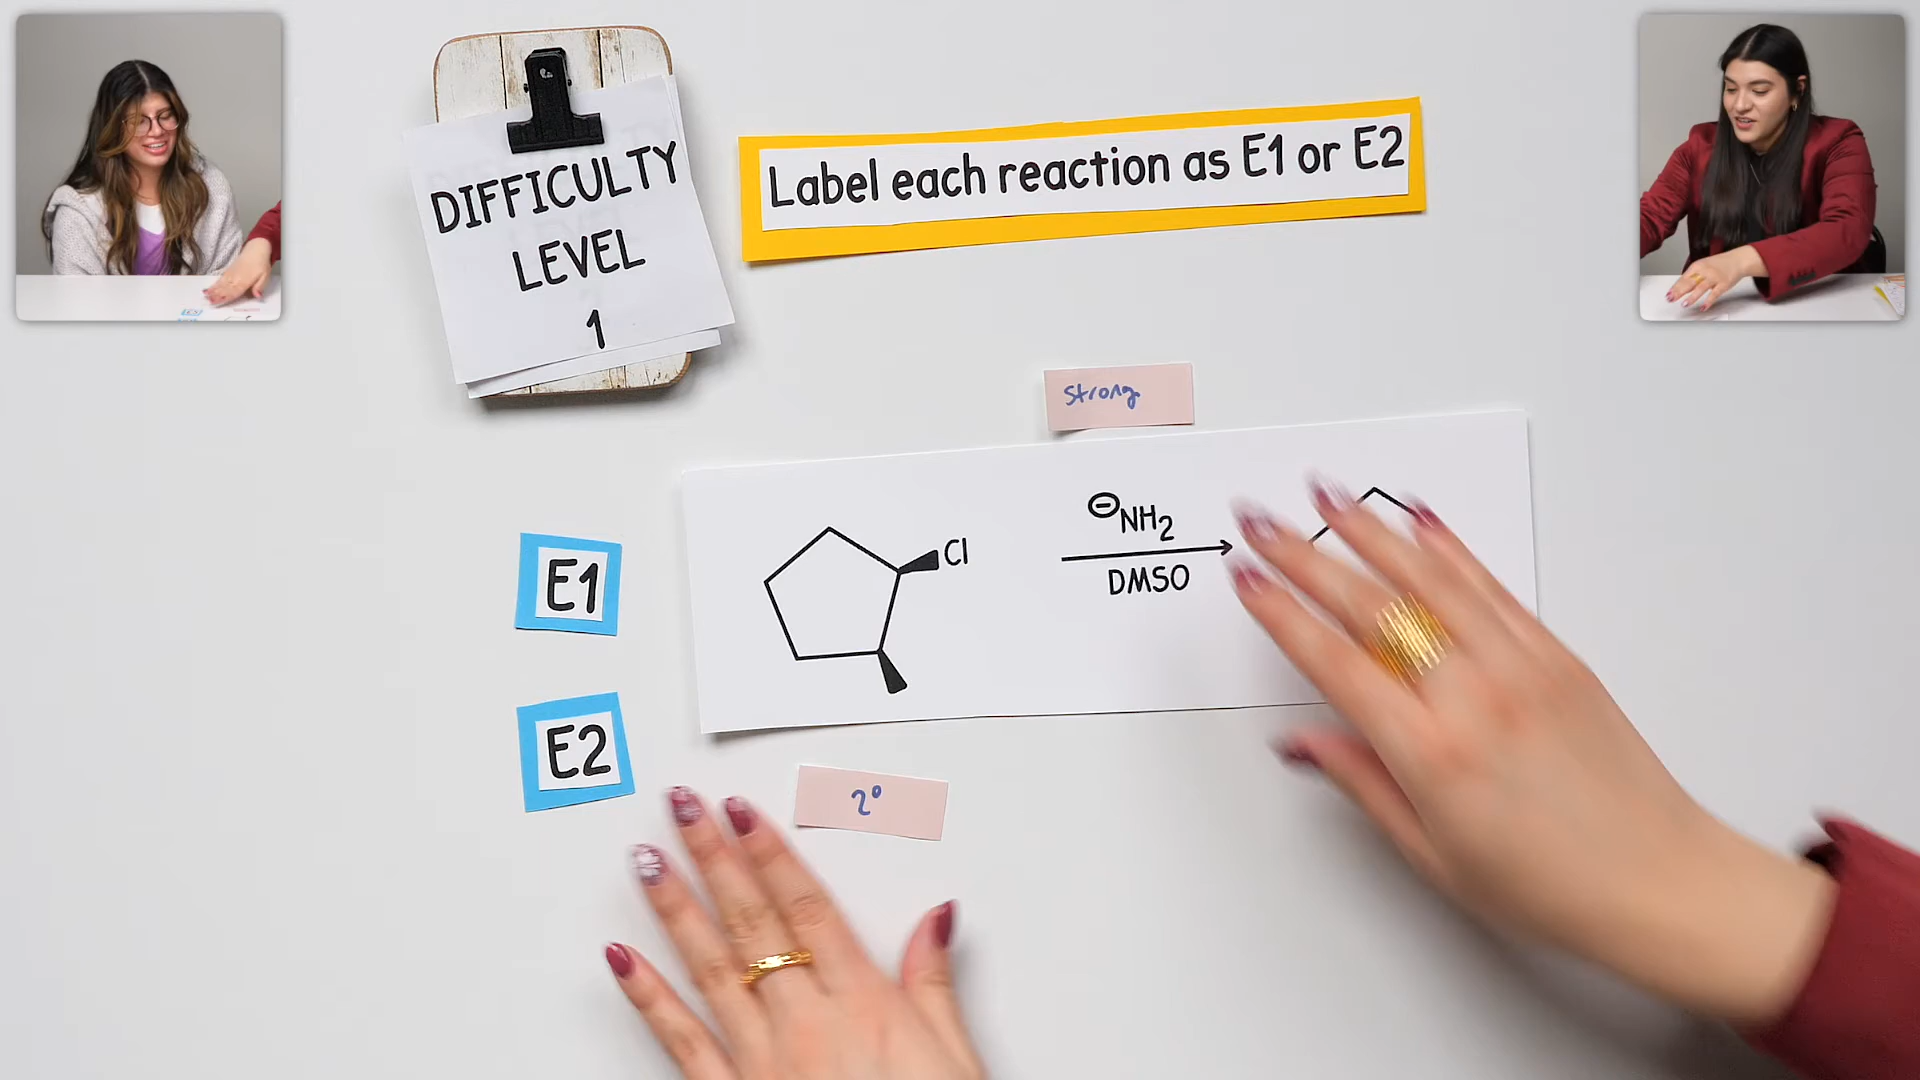 DIFFICULTY
LEVEL
1
Label each reaction as E1 or E2
Strong
⊖NH2
DMSO
Cl
E1
E2
2°